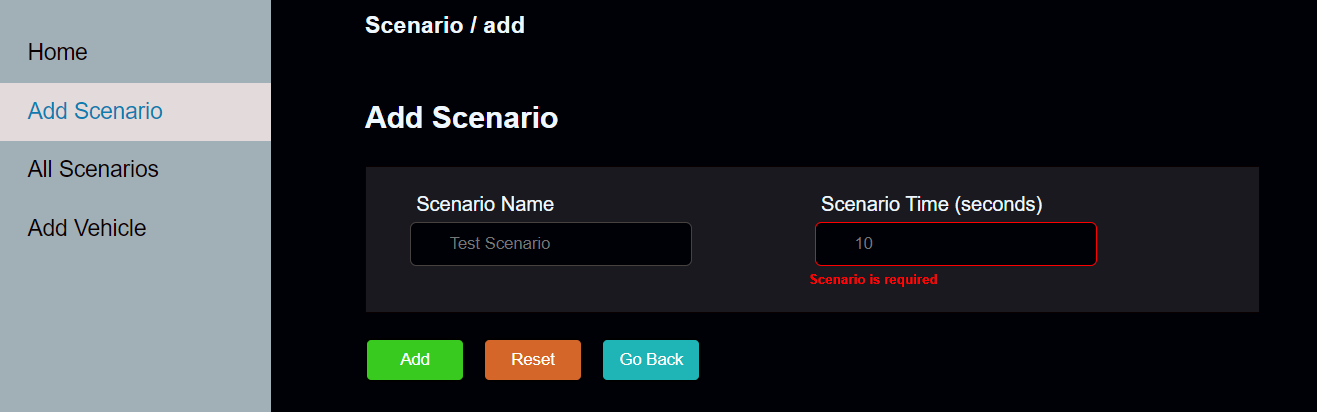 Home
Add Scenario
All Scenarios
Add Vehicle
Scenario / add
Add Scenario
Scenario Name
Test Scenario
Scenario Time (seconds)
10
Scenario is required
Add
Reset
Go Back